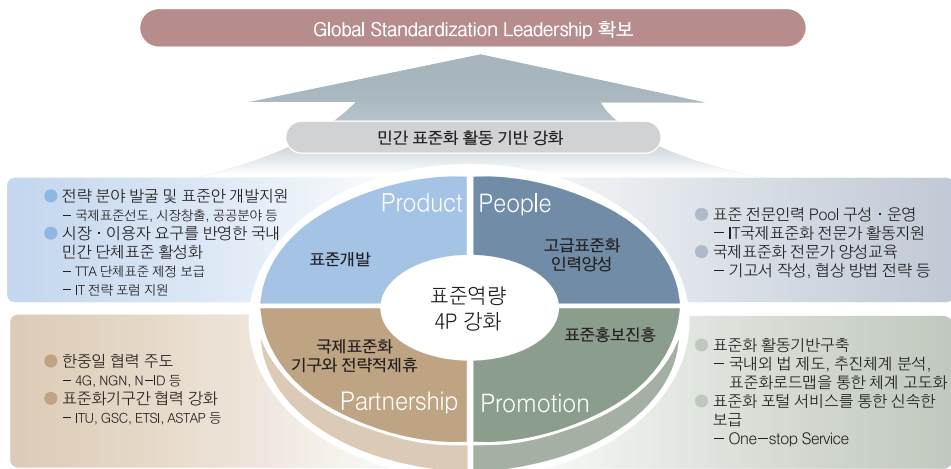 Global Standardization Leadership 확보
민간 표준화 활동 기반 강화
● 전략 분야 발굴 및 표준안 개발지원
– 국제표준선도, 시장창출, 공공분야 등
● 시장 · 이용자 요구를 반영한 국내
민간 단체표준 활성화
– TTA 단체표준 제정 보급
– IT 전략 포럼 지원
Product
표준개발
People
고급표준화
인력양성
● 표준 전문인력 Pool 구성 · 운영
– IT국제표준화 전문가 활동지원
● 국제표준화 전문가 양성교육
– 기고서 작성, 협상 방법 전략 등
표준역량
4P 강화
● 한중일 협력 주도
– 4G, NGN, N–ID 등
● 표준화기구간 협력 강화
– ITU, GSC, ETSI, ASTAP 등
국제표준화
기구와 전략적제휴
Partnership
표준홍보진흥
Promotion
● 표준화 활동기반구축
– 국내외 법 제도, 추진체계 분석,
표준화로드맵을 통한 체계 고도화
● 표준화 포털 서비스를 통한 신속한
보급
– One–stop Service